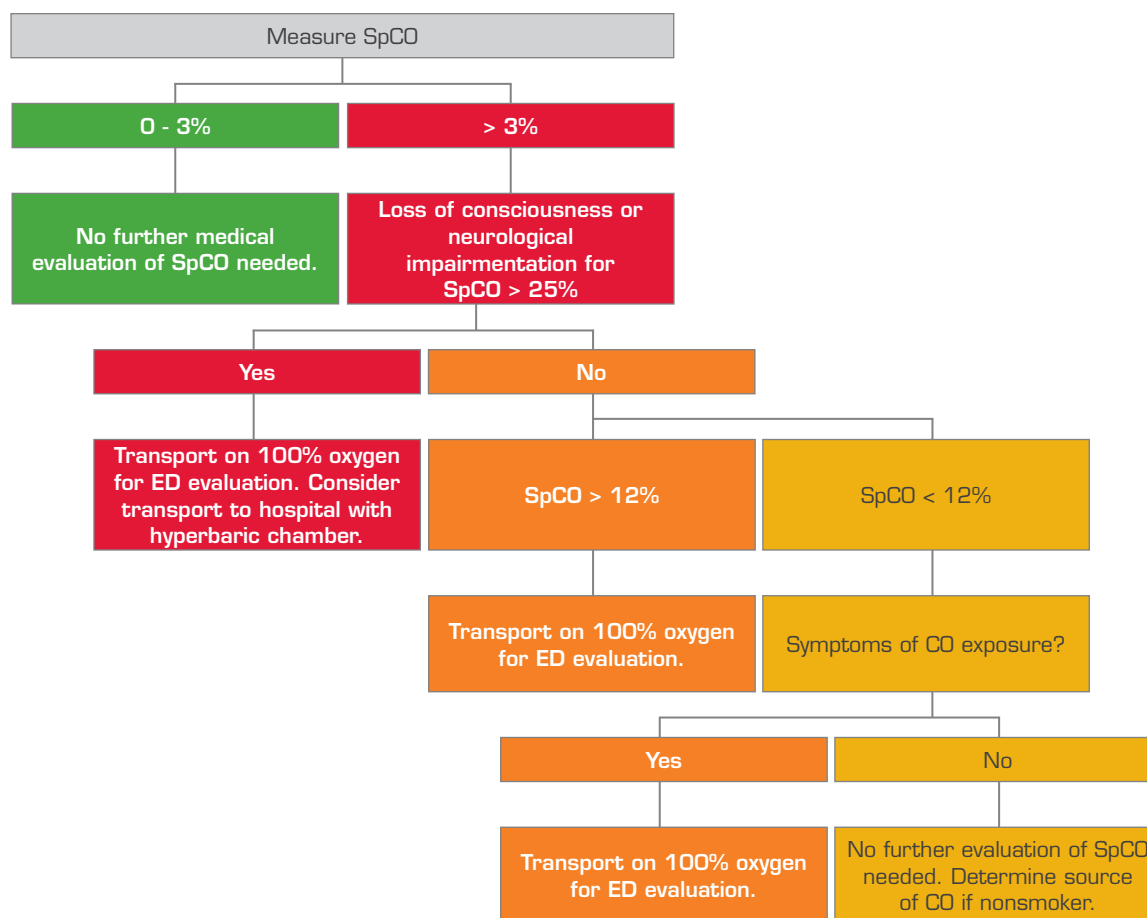 Measure SpCO
0 - 3%
> 3%
No further medical
evaluation of SpCO needed.
Loss of consciousness or
neurological
impairmentation for
SpCO > 25%
Yes
No
Transport on 100% oxygen
for ED evaluation. Consider
transport to hospital with
hyperbaric chamber.
SpCO > 12%
SpCO < 12%
Transport on 100% oxygen
for ED evaluation.
Symptoms of CO exposure?
Yes
No
Transport on 100% oxygen
for ED evaluation.
No further evaluation of SpCO
needed. Determine source
of CO if nonsmoker.